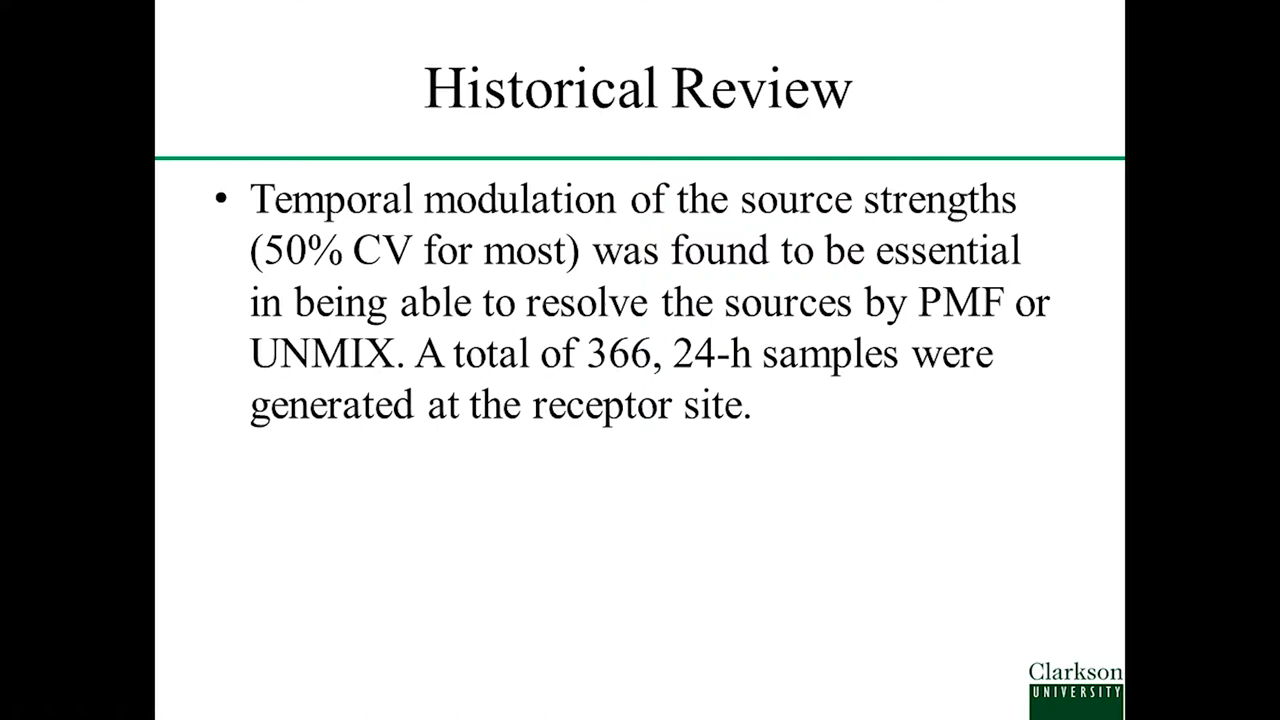 Historical Review
• Temporal modulation of the source strengths
(50% CV for most) was found to be essential
in being able to resolve the sources by PMF or
UNMIX. A total of 366, 24-h samples were
generated at the receptor site.
Clarkson
UNIVERSITY